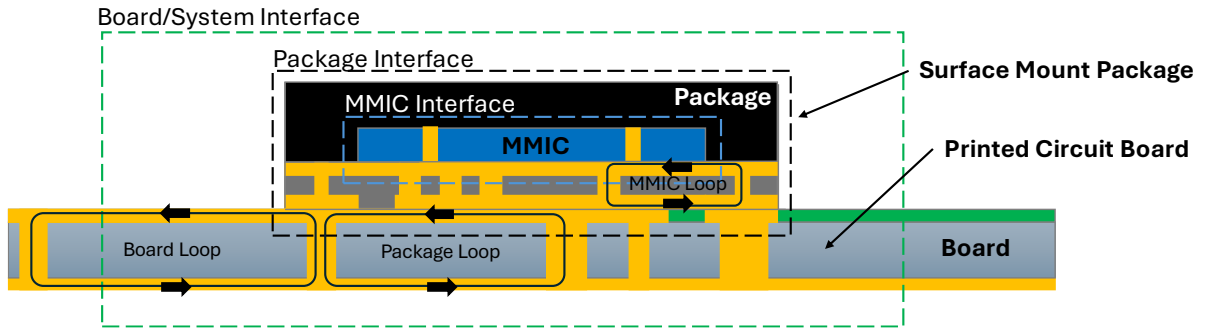 Board/System Interface
Package Interface
Surface Mount Package
Package
MMIC Interface
MMIC
Printed Circuit Board
MMIC Loop
Board Loop
Package Loop
Board